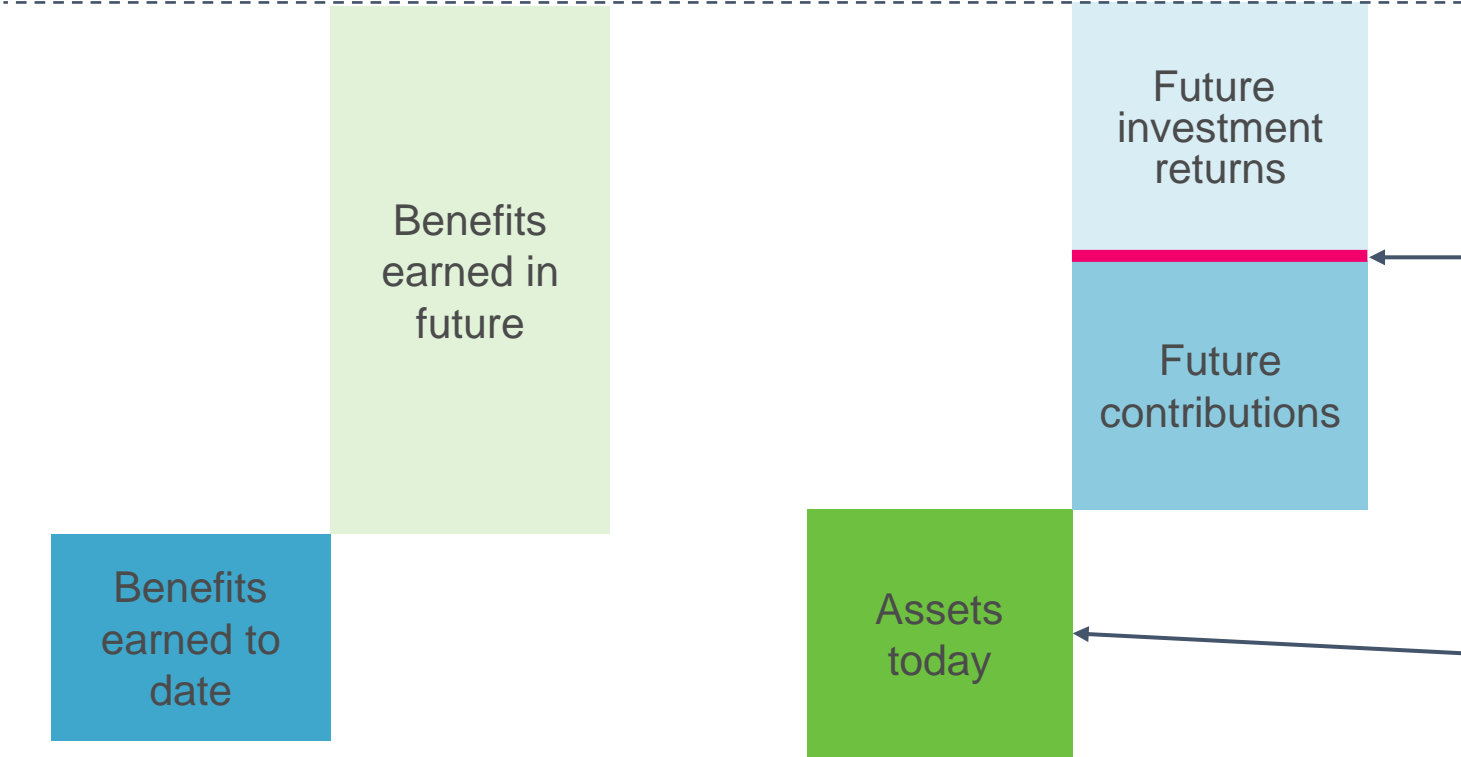 Benefits
earned in
future
Benefits
earned to
date
Future
investment
returns
Future
contributions
Assets
today